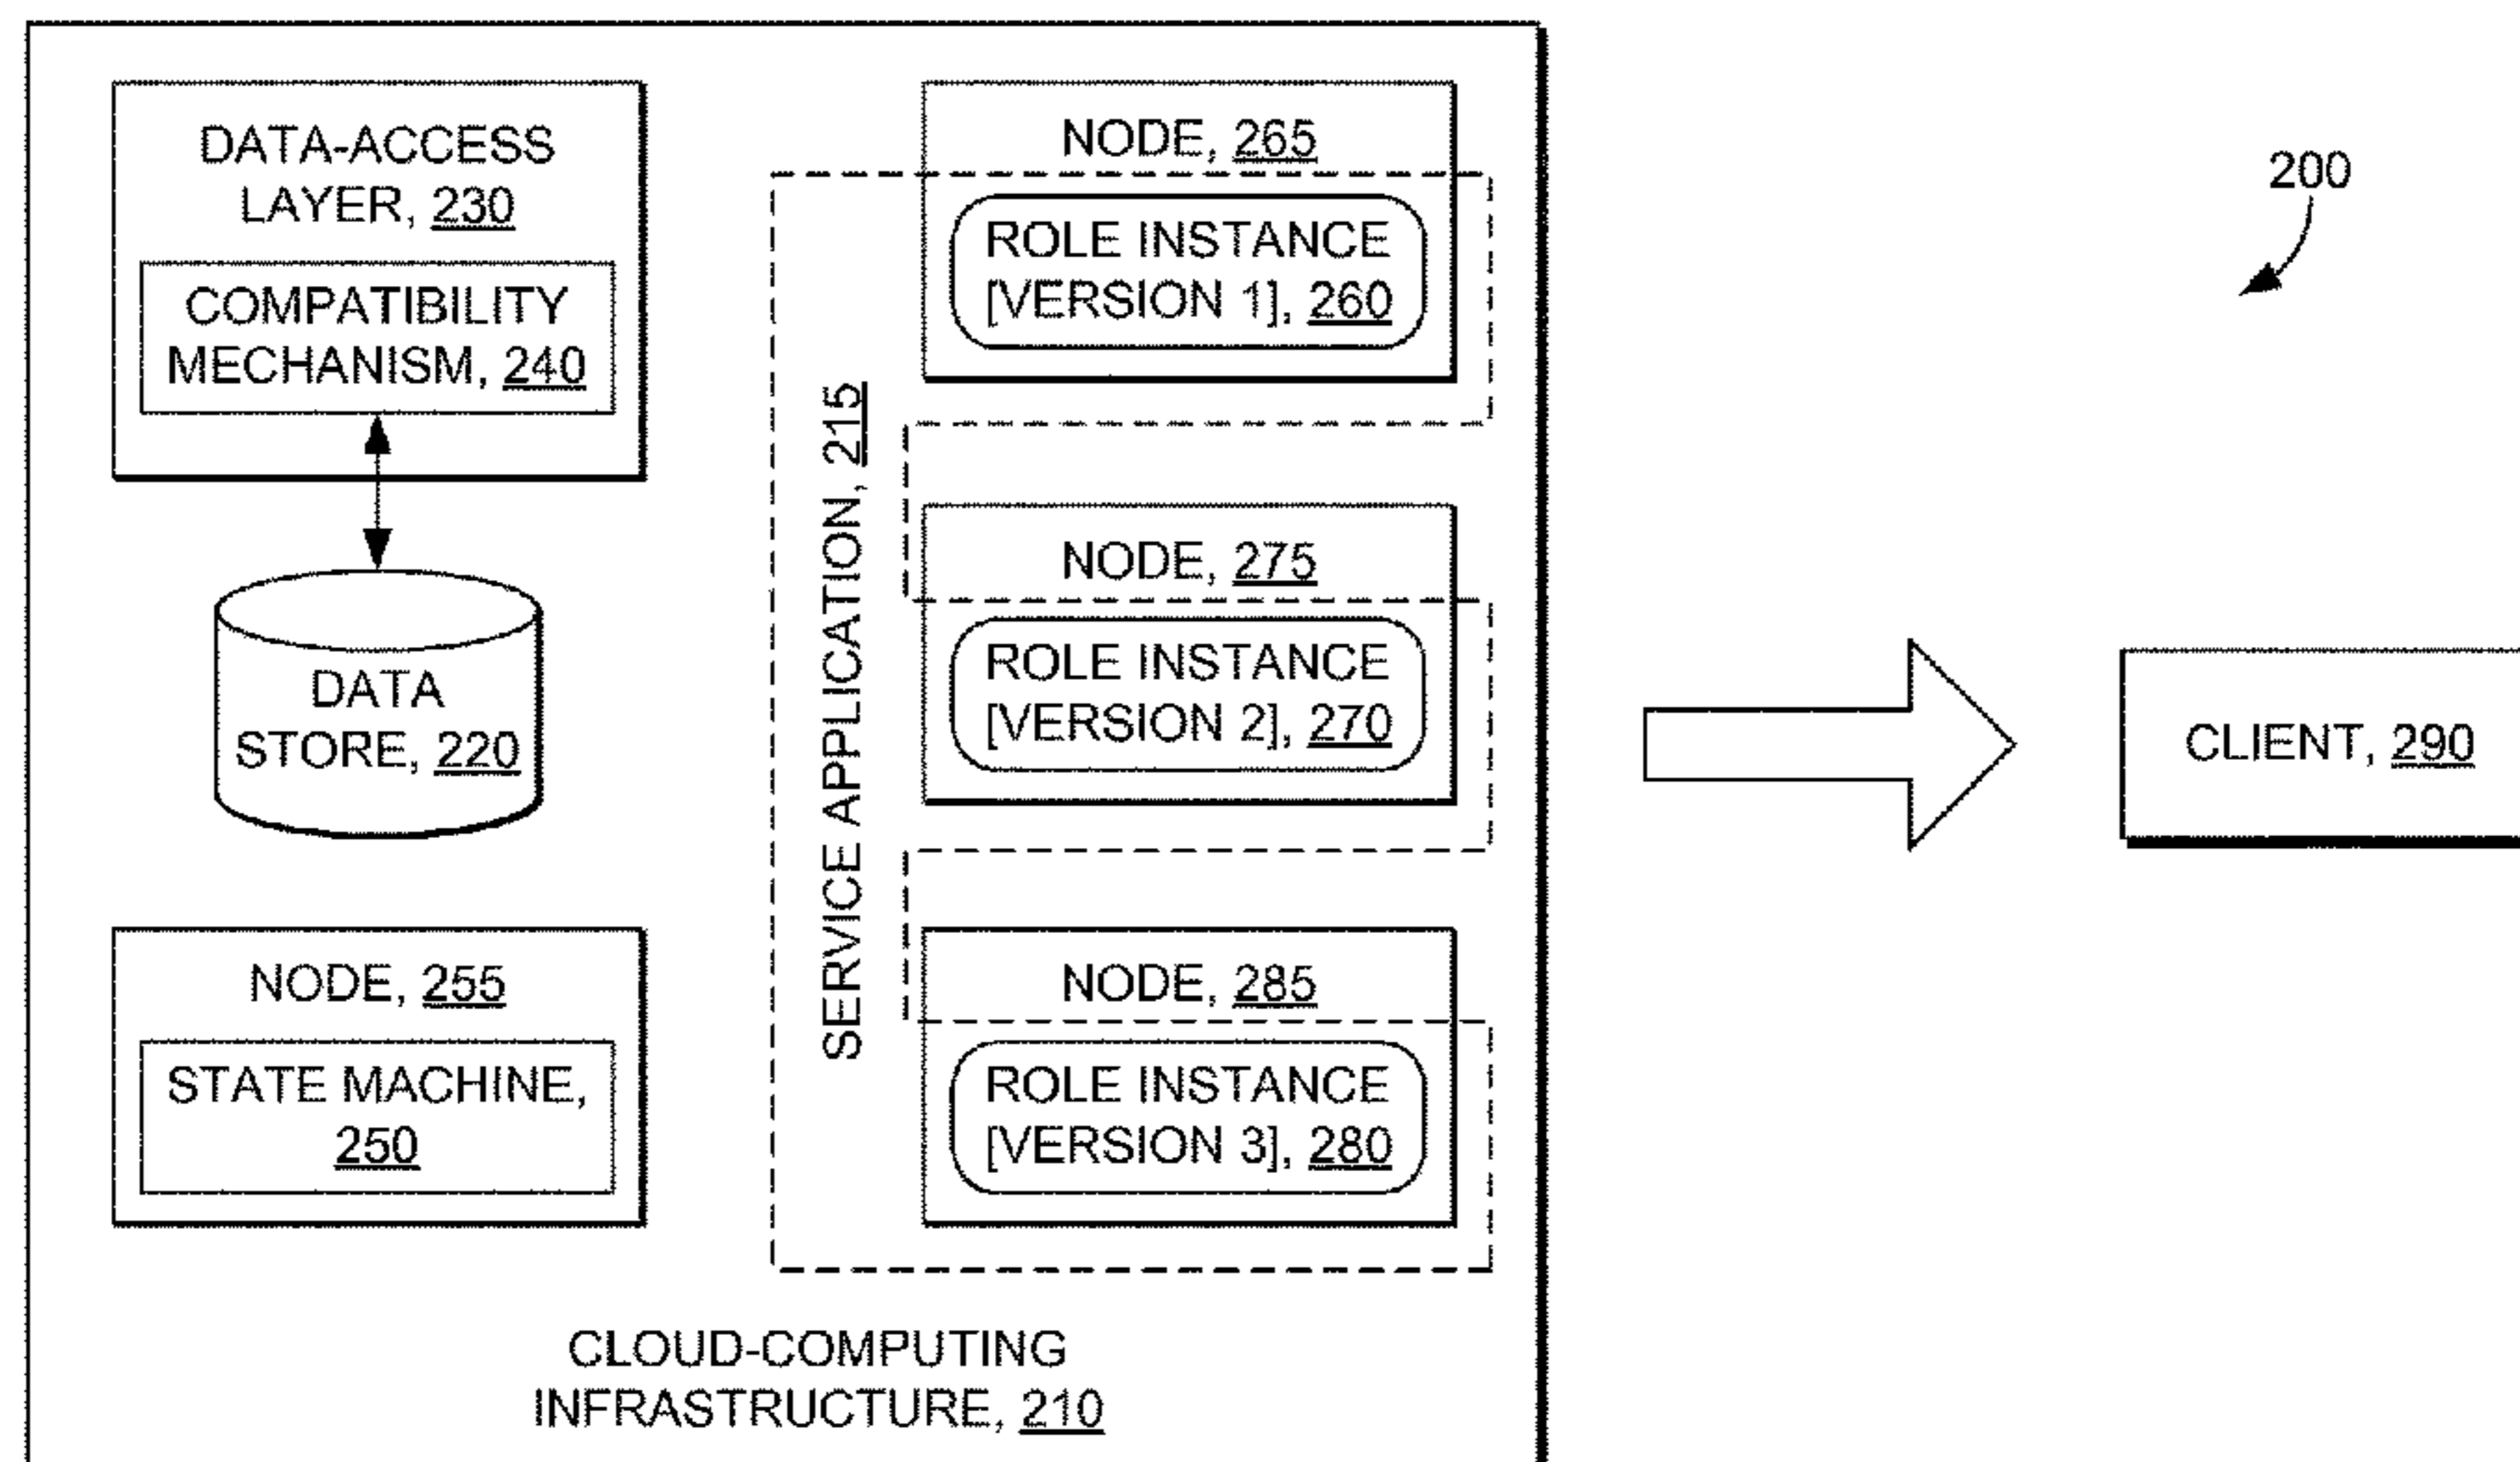 DATA-ACCESS
LAYER, 230
COMPATIBILITY
MECHANISM, 240
DATA
STORE, 220
NODE, 255
STATE MACHINE,
250
SERVICE APPLICATION, 215
NODE, 265
ROLE INSTANCE
[VERSION 1], 260
NODE, 275
ROLE INSTANCE
[VERSION 2], 270
NODE, 285
ROLE INSTANCE
[VERSION 3], 280
CLOUD-COMPUTING
INFRASTRUCTURE, 210
200
CLIENT, 290